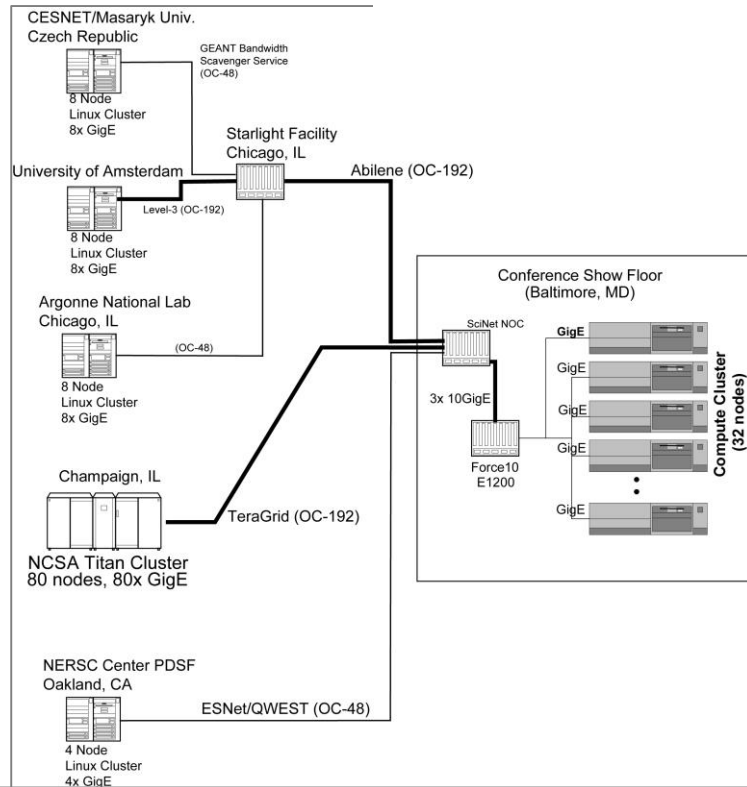 CESNET/Masaryk Univ.
Czech Republic
GEANT Bandwidth
Scavenger Service
(OC-48)
8 Node
Linux Cluster
8x GigE
Starlight Facility
Chicago, IL
University of Amsterdam
Abilene (OC-192)
Level-3 (OC-192)
8 Node
Linux Cluster
8x GigE
Conference Show Floor
(Baltimore, MD)
Argonne National Lab
Chicago, IL
(OC-48)
8 Node
Linux Cluster
8x GigE
SciNet NOC
GigE
GigE
GigE
GigE
GigE
3x 10GigE
Force10
E1200
Compute Cluster
(32 nodes)
Champaign, IL
TeraGrid (OC-192)
NCSA Titan Cluster
80 nodes, 80x GigE
NERSC Center PDSF
Oakland, CA
ESNet/QWEST (OC-48)
4 Node
Linux Cluster
4x GigE